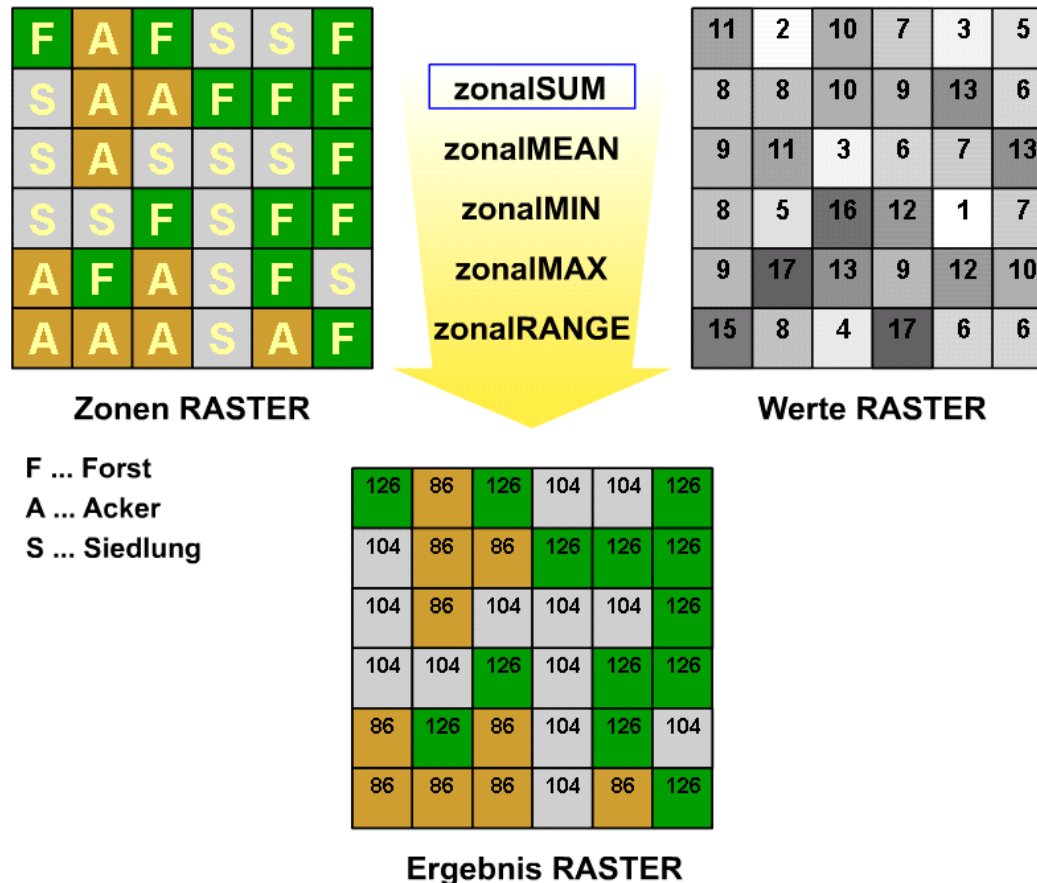 F A F S S F
S A A F F F
S A S S S F
S S F S F F
A F A S F S
A A A S A F
Zonen RASTER
zonalSUM
zonalMEAN
zonalMIN
zonalMAX
zonalRANGE
11 2 10 7 3 5
8 8 10 9 13 6
9 11 3 6 7 13
8 5 16 12 1 7
9 17 13 9 12 10
15 8 4 17 6 6
Werte RASTER
F ... Forst
A ... Acker
S ... Siedlung
126 86 126 104 104 126
104 86 86 126 126 126
104 86 104 104 104 126
104 104 126 104 126 126
86 126 86 104 126 104
86 86 86 104 86 126
Ergebnis RASTER